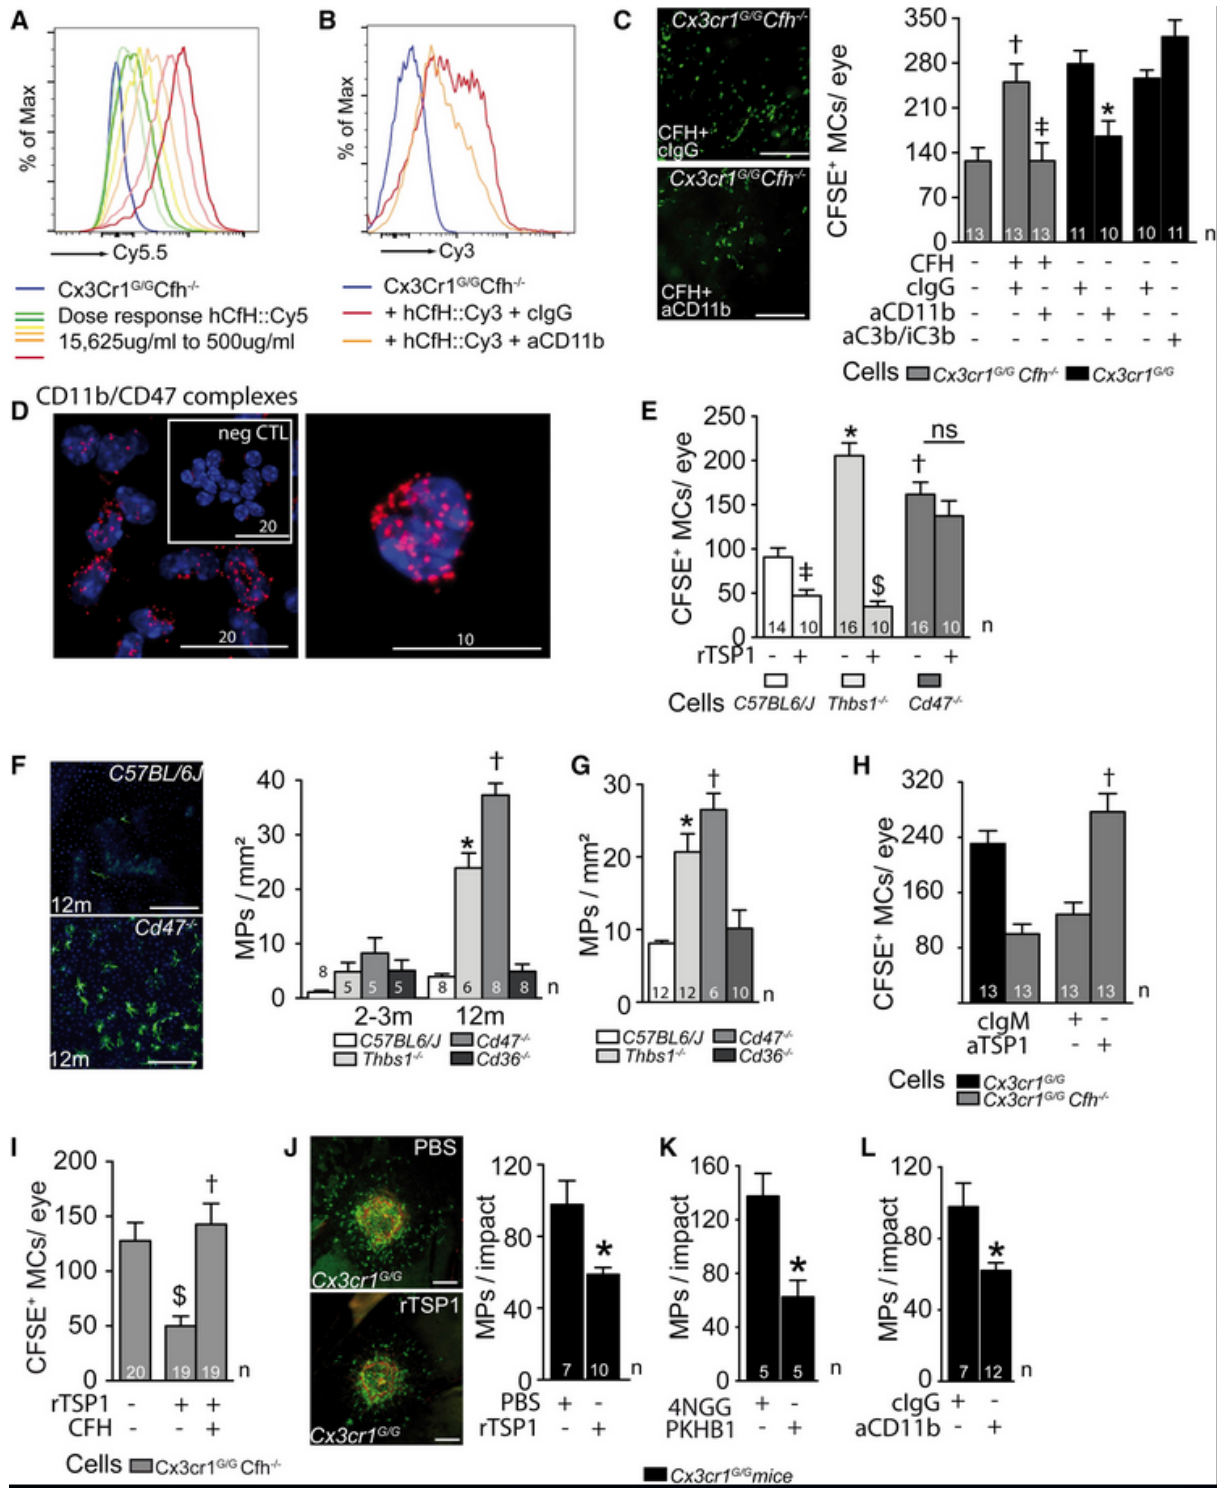 A
% of Max
Cy5.5
Cx3Cr1G/GCfh-/-
Dose response hCfH::Cy5
15,625ug/ml to 500ug/ml
B
% of Max
Cy3
Cx3Cr1G/GCfh-/-
+ hCfH::Cy3 + cIgG
+ hCfH::Cy3 + aCD11b
C
Cx3cr1G/GCfh-/-
CFH+
cIgG
Cx3cr1G/GCfh-/-
CFH+
aCD11b
CFSE+ MCs/ eye
350
280
210
140
70
0
† ‡ *
13 13 13 11 10 10 11 n
CFH - + + - - - -
cIgG - + - + - + -
aCD11b - - + - + - -
aC3b/iC3b - - - - - - +
Cells Cx3cr1G/G Cfh-/- Cx3cr1G/G
D
CD11b/CD47 complexes
neg CTL
20
20
10
E
CFSE+ MCs/ eye
250
200
150
100
50
0
‡ * $ † ns
14 10 16 10 16 10 n
rTSP1 - + - + - +
Cells C57BL6/J Thbs1-/- Cd47-/-
F
C57BL/6J
12m
Cd47-/-
12m
MPs / mm²
40
30
20
10
0
* †
8 5 5 5 8 6 8 8 n
2-3m 12m
C57BL6/J Cd47-/-
Thbs1-/- Cd36-/-
G
MPs / mm²
30
20
10
0
* †
12 12 6 10 n
C57BL6/J Cd47-/-
Thbs1-/- Cd36-/-
H
CFSE+ MCs/ eye
320
240
160
80
†
13 13 13 13 n
cIgM + -
aTSP1 - +
Cells Cx3cr1G/G
Cx3cr1G/G Cfh-/-
I
CFSE+ MCs/ eye
200
150
100
50
0
$ †
20 19 19 n
rTSP1 - + +
CFH - - +
Cells Cx3cr1G/G Cfh-/-
J
PBS
Cx3cr1G/G
rTSP1
Cx3cr1G/G
MPs / impact
120
80
40
0
*
7 10 n
PBS + -
rTSP1 - +
K
MPs / impact
160
120
80
40
0
*
5 5 n
4NGG + -
PKHB1 - +
L
MPs / impact
120
80
40
0
*
7 12 n
cIgG + -
aCD11b - +
Cx3cr1G/G mice